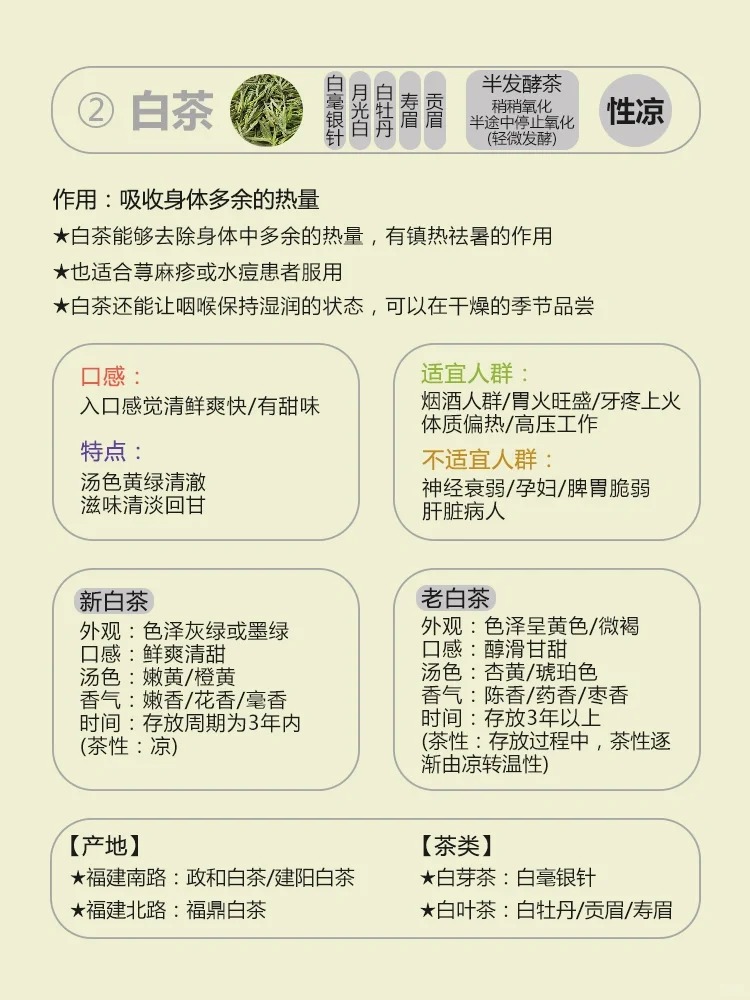 ② 白茶
白毫银针
月光白
白牡丹
寿眉
贡眉
半发酵茶
稍稍氧化
半途中停止氧化
(轻微发酵)
性凉
作用：吸收身体多余的热量
★白茶能够去除身体中多余的热量，有镇热祛暑的作用
★也适合荨麻疹或水痘患者服用
★白茶还能让咽喉保持湿润的状态，可以在干燥的季节品尝
口感：
入口感觉清鲜爽快/有甜味
特点：
汤色黄绿清澈
滋味清淡回甘
适宜人群：
烟酒人群/胃火旺盛/牙疼上火
体质偏热/高压工作
不适宜人群：
神经衰弱/孕妇/脾胃脆弱
肝脏病人
新白茶
外观：色泽灰绿或墨绿
口感：鲜爽清甜
汤色：嫩黄/橙黄
香气：嫩香/花香/毫香
时间：存放周期为3年内
(茶性：凉)
老白茶
外观：色泽呈黄色/微褐
口感：醇滑甘甜
汤色：杏黄/琥珀色
香气：陈香/药香/枣香
时间：存放3年以上
(茶性：存放过程中，茶性逐
渐由凉转温性)
【产地】
★福建南路：政和白茶/建阳白茶
★福建北路：福鼎白茶
【茶类】
★白芽茶：白毫银针
★白叶茶：白牡丹/贡眉/寿眉